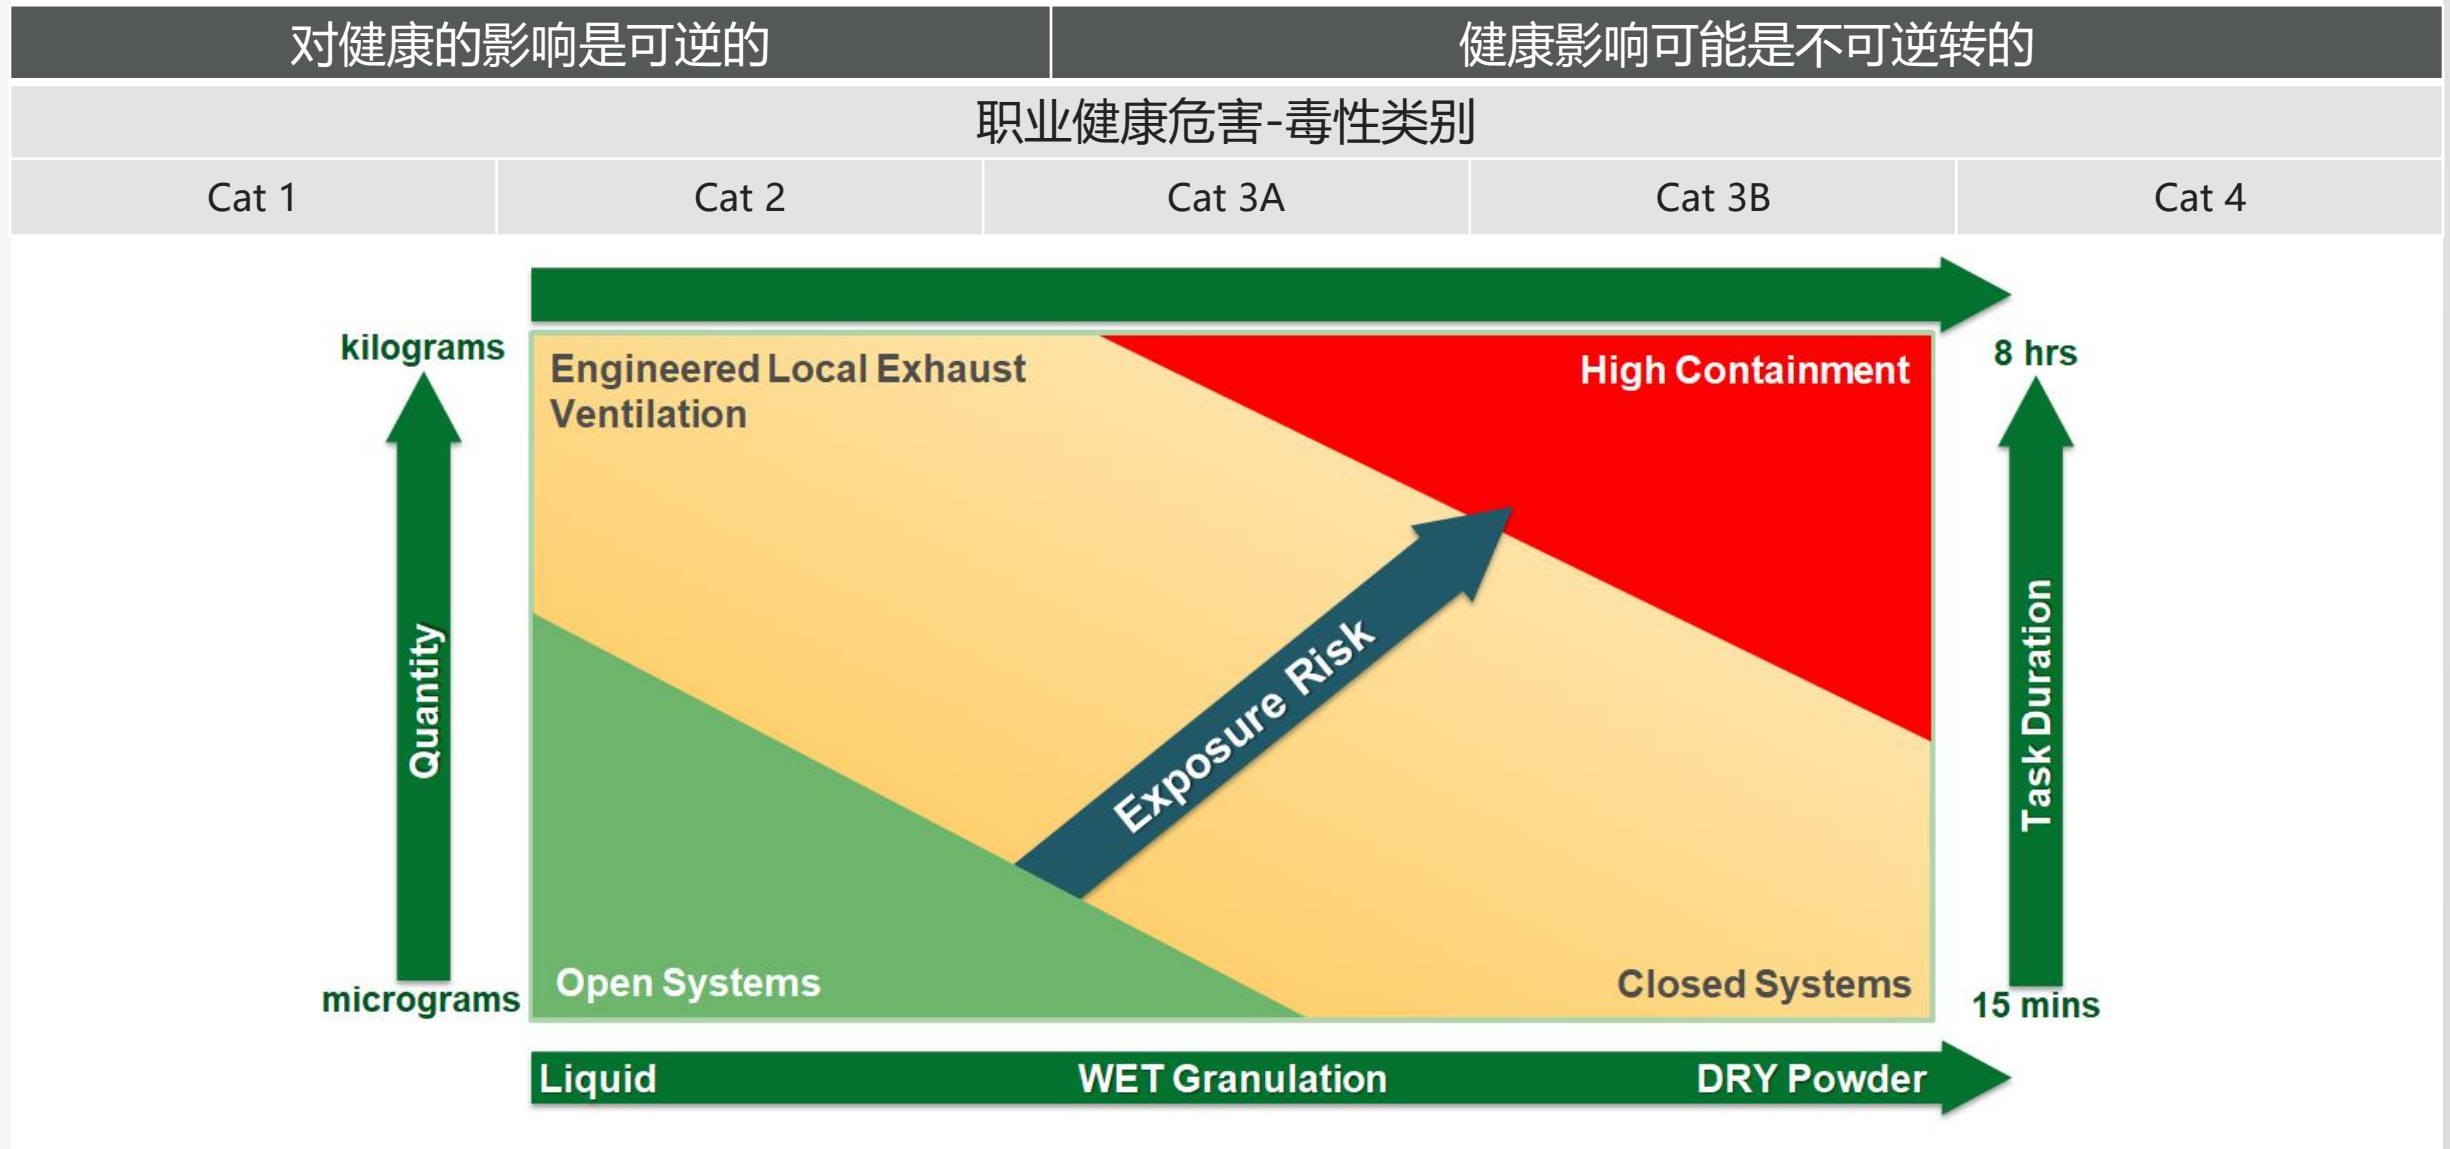 对健康的影响是可逆的
健康影响可能是不可逆转的
职业健康危害-毒性类别
Cat 1
Cat 2
Cat 3A
Cat 3B
Cat 4
kilograms
Quantity
micrograms
Engineered Local Exhaust
Ventilation
High Containment
Exposure Risk
Open Systems
Closed Systems
8 hrs
Task Duration
15 mins
Liquid
WET Granulation
DRY Powder